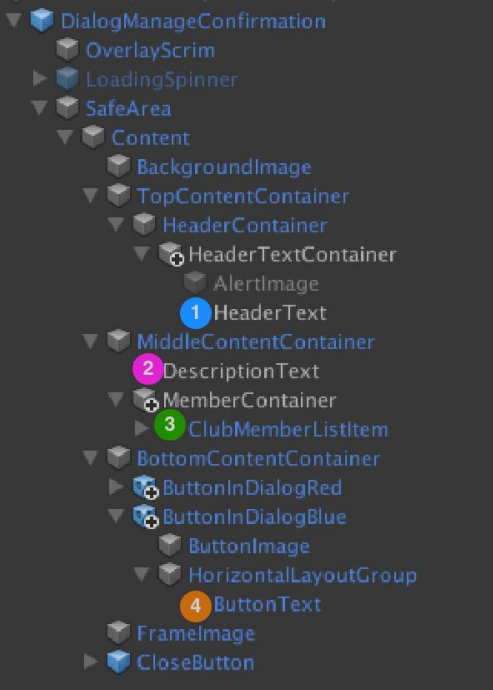 DialogManageConfirmation
OverlayScrim
LoadingSpinner
SafeArea
Content
BackgroundImage
TopContentContainer
HeaderContainer
HeaderTextContainer
AlertImage
1 HeaderText
MiddleContentContainer
2 DescriptionText
MemberContainer
3 ClubMemberListItem
BottomContentContainer
ButtonInDialogRed
ButtonInDialogBlue
ButtonImage
HorizontalLayoutGroup
4 ButtonText
FrameImage
CloseButton